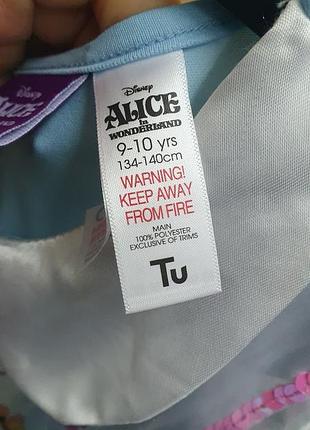 Disney
ALICE
in
WONDERLAND
9-10 yrs
134-140cm
WARNING!
KEEP AWAY
FROM FIRE
MAIN
100% POLYESTER
EXCLUSIVE OF TRIMS
Tu
Disney